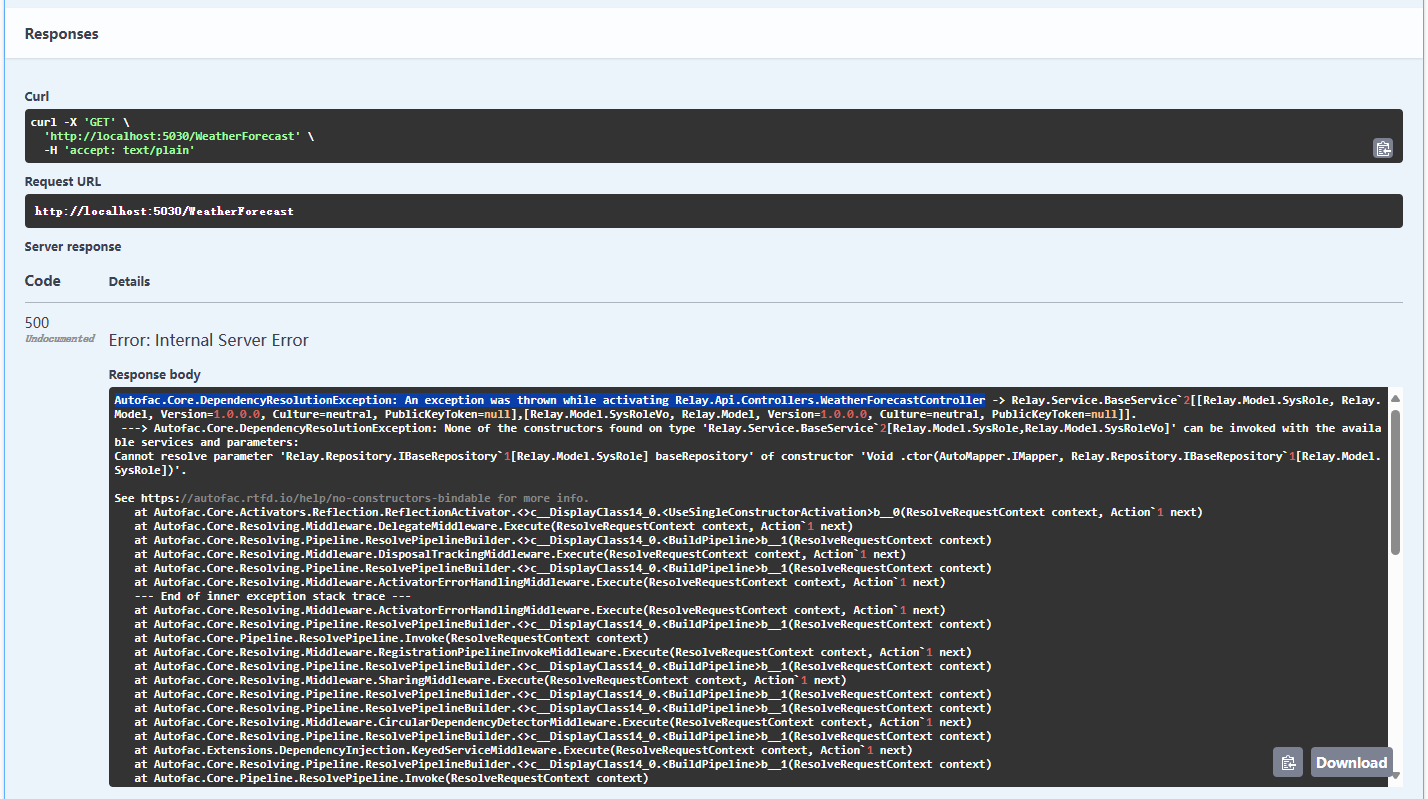 Responses
Curl
curl -X 'GET' \
'http://localhost:5030/WeatherForecast' \
-H 'accept: text/plain'
Request URL
http://localhost:5030/WeatherForecast
Server response
Code Details
500
Undocumented
Error: Internal Server Error
Response body
Autofac.Core.DependencyResolutionException: An exception was thrown while activating Relay.Api.Controllers.WeatherForecastController -> Relay.Service.BaseService`2[[Relay.Model.SysRole, Relay.
Model, Version=1.0.0.0, Culture=neutral, PublicKeyToken=null],[Relay.Model.SysRoleVo, Relay.Model, Version=1.0.0.0, Culture=neutral, PublicKeyToken=null]].
---> Autofac.Core.DependencyResolutionException: None of the constructors found on type 'Relay.Service.BaseService`2[Relay.Model.SysRole,Relay.Model.SysRoleVo]' can be invoked with the availa
ble services and parameters:
Cannot resolve parameter 'Relay.Repository.IBaseRepository`1[Relay.Model.SysRole] baseRepository' of constructor 'Void .ctor(AutoMapper.IMapper, Relay.Repository.IBaseRepository`1[Relay.Model.
SysRole])'.
See https://autofac.rtfd.io/help/no-constructors-bindable for more info.
at Autofac.Core.Activators.Reflection.ReflectionActivator.<>c__DisplayClass14_0.<UseSingleConstructorActivation>b__0(ResolveRequestContext context, Action`1 next)
at Autofac.Core.Resolving.Middleware.DelegateMiddleware.Execute(ResolveRequestContext context, Action`1 next)
at Autofac.Core.Resolving.Pipeline.ResolvePipelineBuilder.<>c__DisplayClass14_0.<BuildPipeline>b__1(ResolveRequestContext context)
at Autofac.Core.Resolving.Middleware.DisposalTrackingMiddleware.Execute(ResolveRequestContext context, Action`1 next)
at Autofac.Core.Resolving.Pipeline.ResolvePipelineBuilder.<>c__DisplayClass14_0.<BuildPipeline>b__1(ResolveRequestContext context)
at Autofac.Core.Resolving.Middleware.ActivatorErrorHandlingMiddleware.Execute(ResolveRequestContext context, Action`1 next)
--- End of inner exception stack trace ---
at Autofac.Core.Resolving.Middleware.ActivatorErrorHandlingMiddleware.Execute(ResolveRequestContext context, Action`1 next)
at Autofac.Core.Resolving.Pipeline.ResolvePipelineBuilder.<>c__DisplayClass14_0.<BuildPipeline>b__1(ResolveRequestContext context)
at Autofac.Core.Pipeline.ResolvePipeline.Invoke(ResolveRequestContext context)
at Autofac.Core.Resolving.Middleware.RegistrationPipelineInvokeMiddleware.Execute(ResolveRequestContext context, Action`1 next)
at Autofac.Core.Resolving.Pipeline.ResolvePipelineBuilder.<>c__DisplayClass14_0.<BuildPipeline>b__1(ResolveRequestContext context)
at Autofac.Core.Resolving.Middleware.SharingMiddleware.Execute(ResolveRequestContext context, Action`1 next)
at Autofac.Core.Resolving.Pipeline.ResolvePipelineBuilder.<>c__DisplayClass14_0.<BuildPipeline>b__1(ResolveRequestContext context)
at Autofac.Core.Resolving.Pipeline.ResolvePipelineBuilder.<>c__DisplayClass14_0.<BuildPipeline>b__1(ResolveRequestContext context)
at Autofac.Core.Resolving.Middleware.CircularDependencyDetectorMiddleware.Execute(ResolveRequestContext context, Action`1 next)
at Autofac.Core.Resolving.Pipeline.ResolvePipelineBuilder.<>c__DisplayClass14_0.<BuildPipeline>b__1(ResolveRequestContext context)
at Autofac.Extensions.DependencyInjection.KeyedServiceMiddleware.Execute(ResolveRequestContext context, Action`1 next)
at Autofac.Core.Resolving.Pipeline.ResolvePipelineBuilder.<>c__DisplayClass14_0.<BuildPipeline>b__1(ResolveRequestContext context)
at Autofac.Core.Pipeline.ResolvePipeline.Invoke(ResolveRequestContext context)
Download